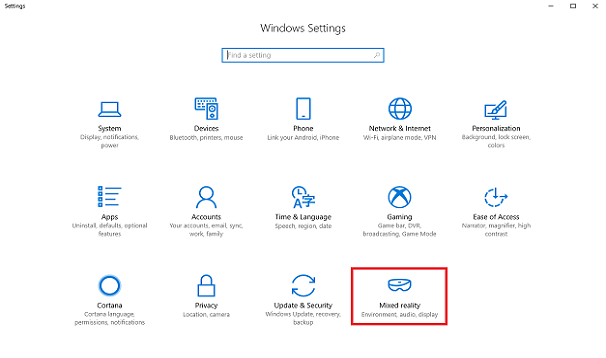 Settings
Windows Settings
Find a setting
System
Display, notifications,
power
Devices
Bluetooth, printers, mouse
Phone
Link your Android, iPhone
Network & Internet
Wi-Fi, airplane mode, VPN
Personalization
Background, lock screen,
colors
Apps
Uninstall, defaults, optional
features
Accounts
Your accounts, email, sync,
work, family
Time & Language
Speech, region, date
Gaming
Game bar, DVR,
broadcasting, Game Mode
Ease of Access
Narrator, magnifier, high
contrast
Cortana
Cortana language,
permissions, notifications
Privacy
Location, camera
Update & Security
Windows Update, recovery,
backup
Mixed reality
Environment, audio, display